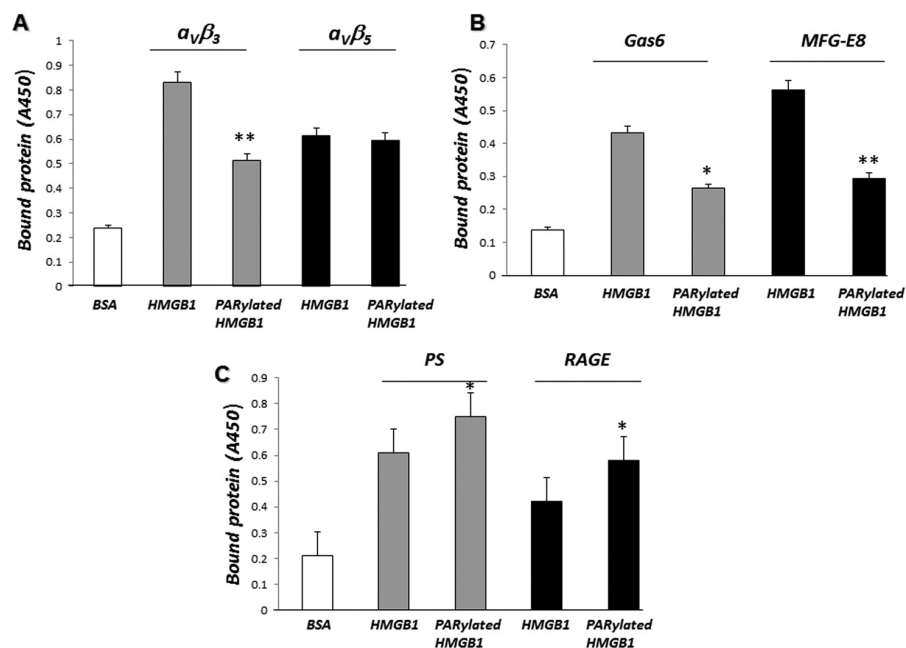 A
aVβ3 aVβ5
Bound protein (A450)
1
0.9
0.8
0.7
0.6
0.5
0.4
0.3
0.2
0.1
0
**
BSA HMGB1 PARylated HMGB1 PARylated
HMGB1 HMGB1
B
Gas6 MFG-E8
Bound protein (A450)
0.7
0.6
0.5
0.4
0.3
0.2
0.1
0
* **
BSA HMGB1 PARylated HMGB1 PARylated
HMGB1 HMGB1
C
PS RAGE
Bound protein (A450)
0.9
0.8
0.7
0.6
0.5
0.4
0.3
0.2
0.1
0
* *
BSA HMGB1 PARylated HMGB1 PARylated
HMGB1 HMGB1